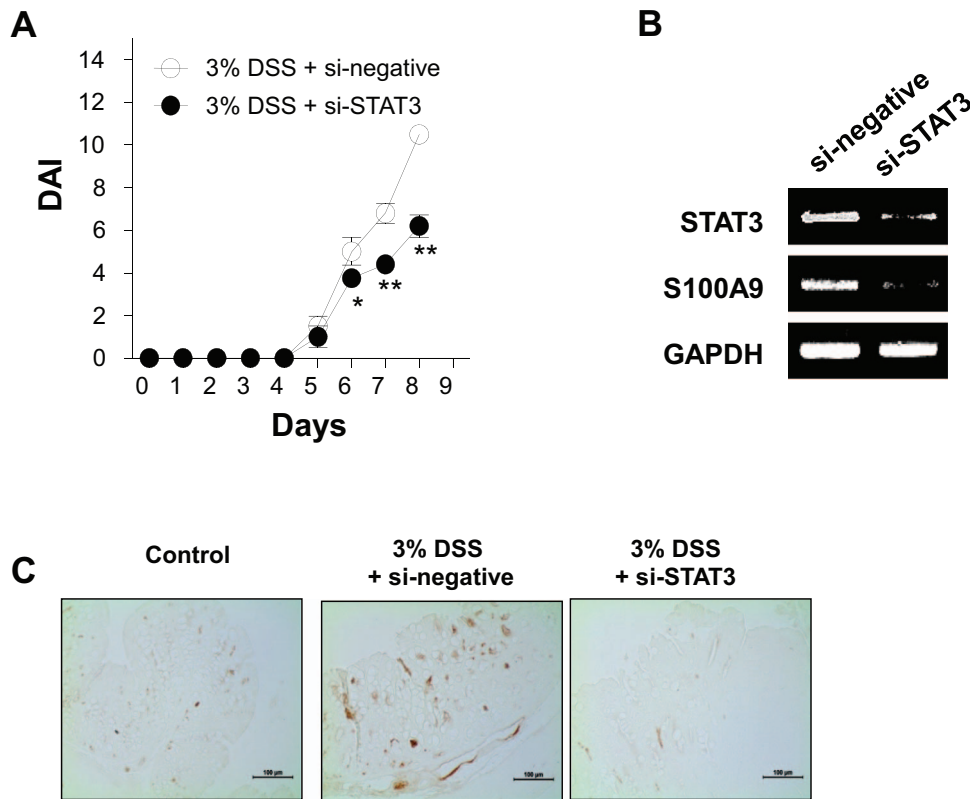 A
B
14
12
10
8
6
4
2
0
DAI
3% DSS + si-negative
3% DSS + si-STAT3
*
**
**
0 1 2 3 4 5 6 7 8 9
Days
si-negative
si-STAT3
STAT3
S100A9
GAPDH
C
Control
3% DSS
+ si-negative
3% DSS
+ si-STAT3
100 µm
100 µm
100 µm